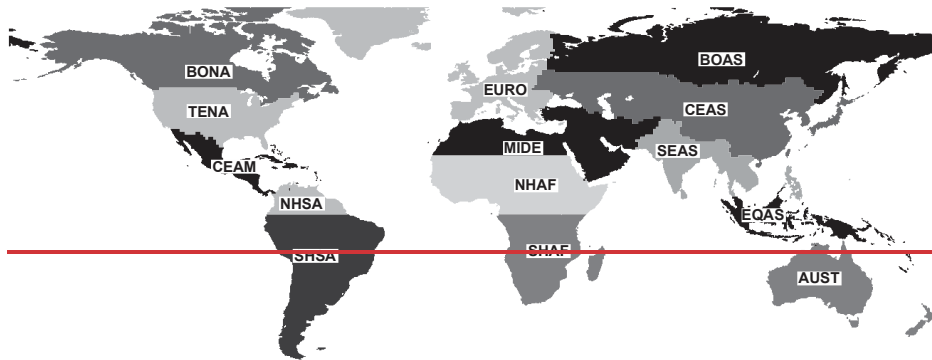 BONA
BOAS
EURO
TENA
CEAS
MIDE
SEAS
CEAM
NHAF
NHSA
EQAS
SHSA
SHAF
AUST